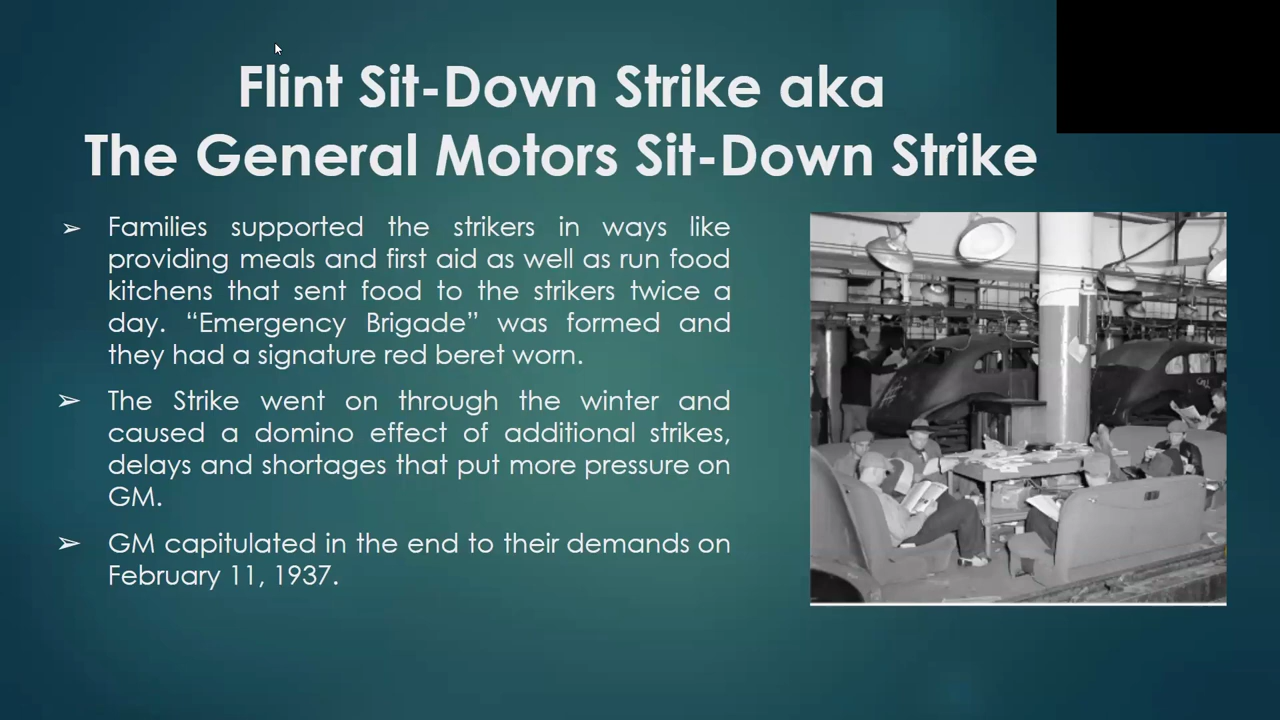 Flint Sit-Down Strike aka
The General Motors Sit-Down Strike
➢ Families supported the strikers in ways like
providing meals and first aid as well as run food
kitchens that sent food to the strikers twice a
day. “Emergency Brigade” was formed and
they had a signature red beret worn.
➢ The Strike went on through the winter and
caused a domino effect of additional strikes,
delays and shortages that put more pressure on
GM.
➢ GM capitulated in the end to their demands on
February 11, 1937.